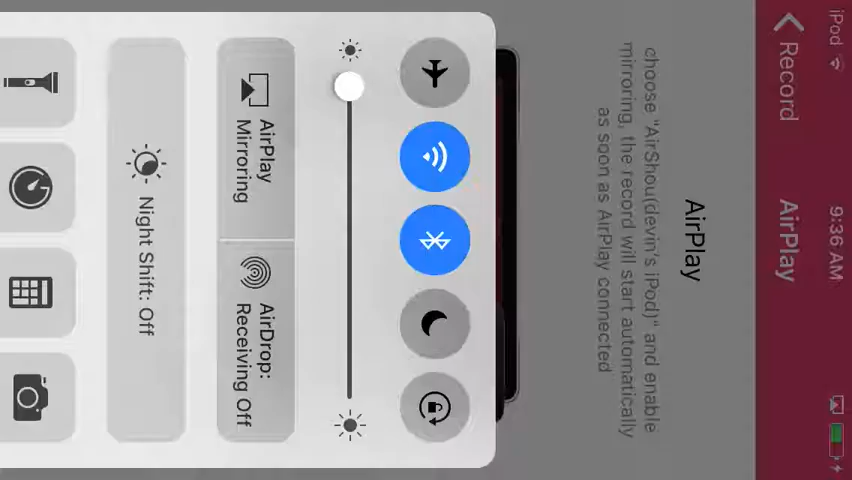 iPod
9:36 AM
Record
AirPlay
AirPlay
choose "AirShou(devin's iPod)" and enable
mirroring, the record will start automatically
as soon as AirPlay connected
AirPlay
Mirroring
AirDrop:
Receiving Off
Night Shift: Off